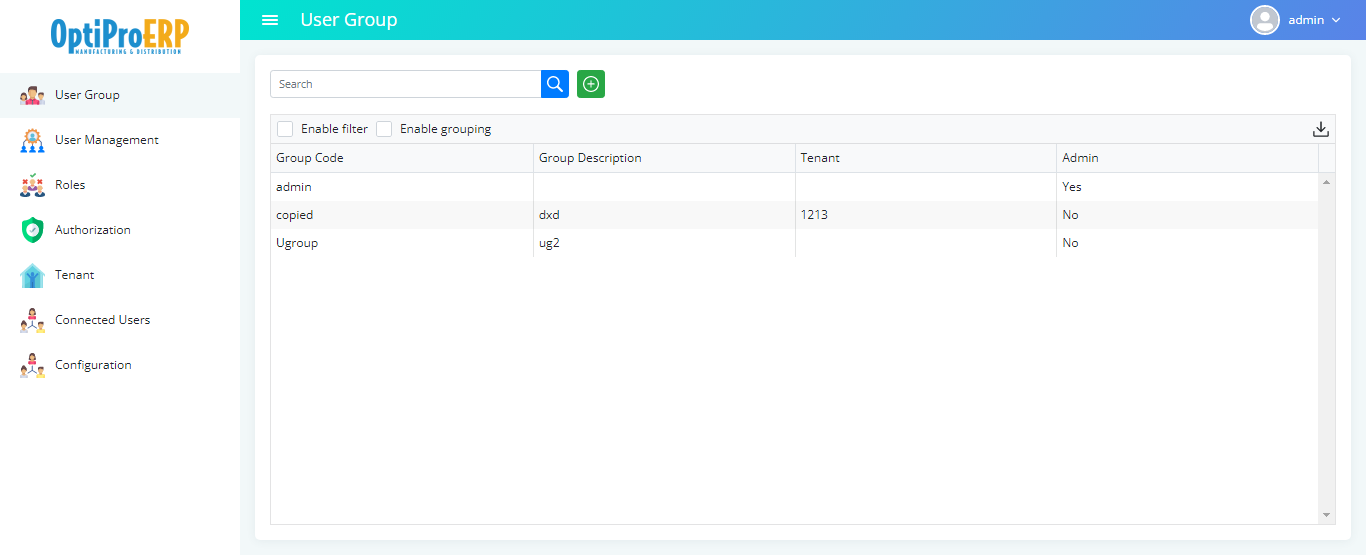 OptiProERP
MANUFACTURING & DISTRIBUTION
User Group
admin
User Group
User Management
Roles
Authorization
Tenant
Connected Users
Configuration
Search
Enable filter Enable grouping
Group Code Group Description Tenant Admin
admin Yes
copied dxd 1213 No
Ugroup ug2 No